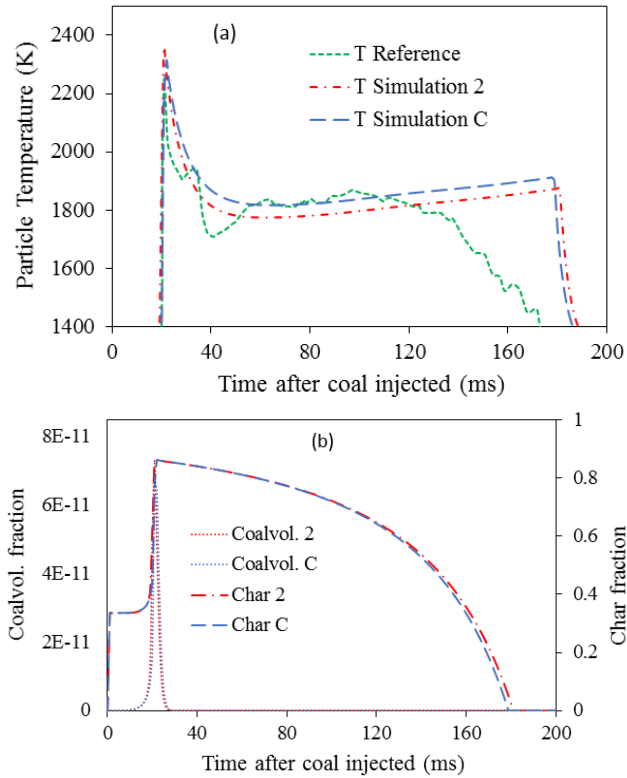 (a)
T Reference
T Simulation 2
T Simulation C
Particle Temperature (K)
2400
2200
2000
1800
1600
1400
0 40 80 120 160 200
Time after coal injected (ms)
(b)
Coalvol. fraction
8E-11
6E-11
4E-11
2E-11
0
Coalvol. 2
Coalvol. C
Char 2
Char C
1
0.8
0.6
0.4
0.2
0
Char fraction
0 40 80 120 160 200
Time after coal injected (ms)